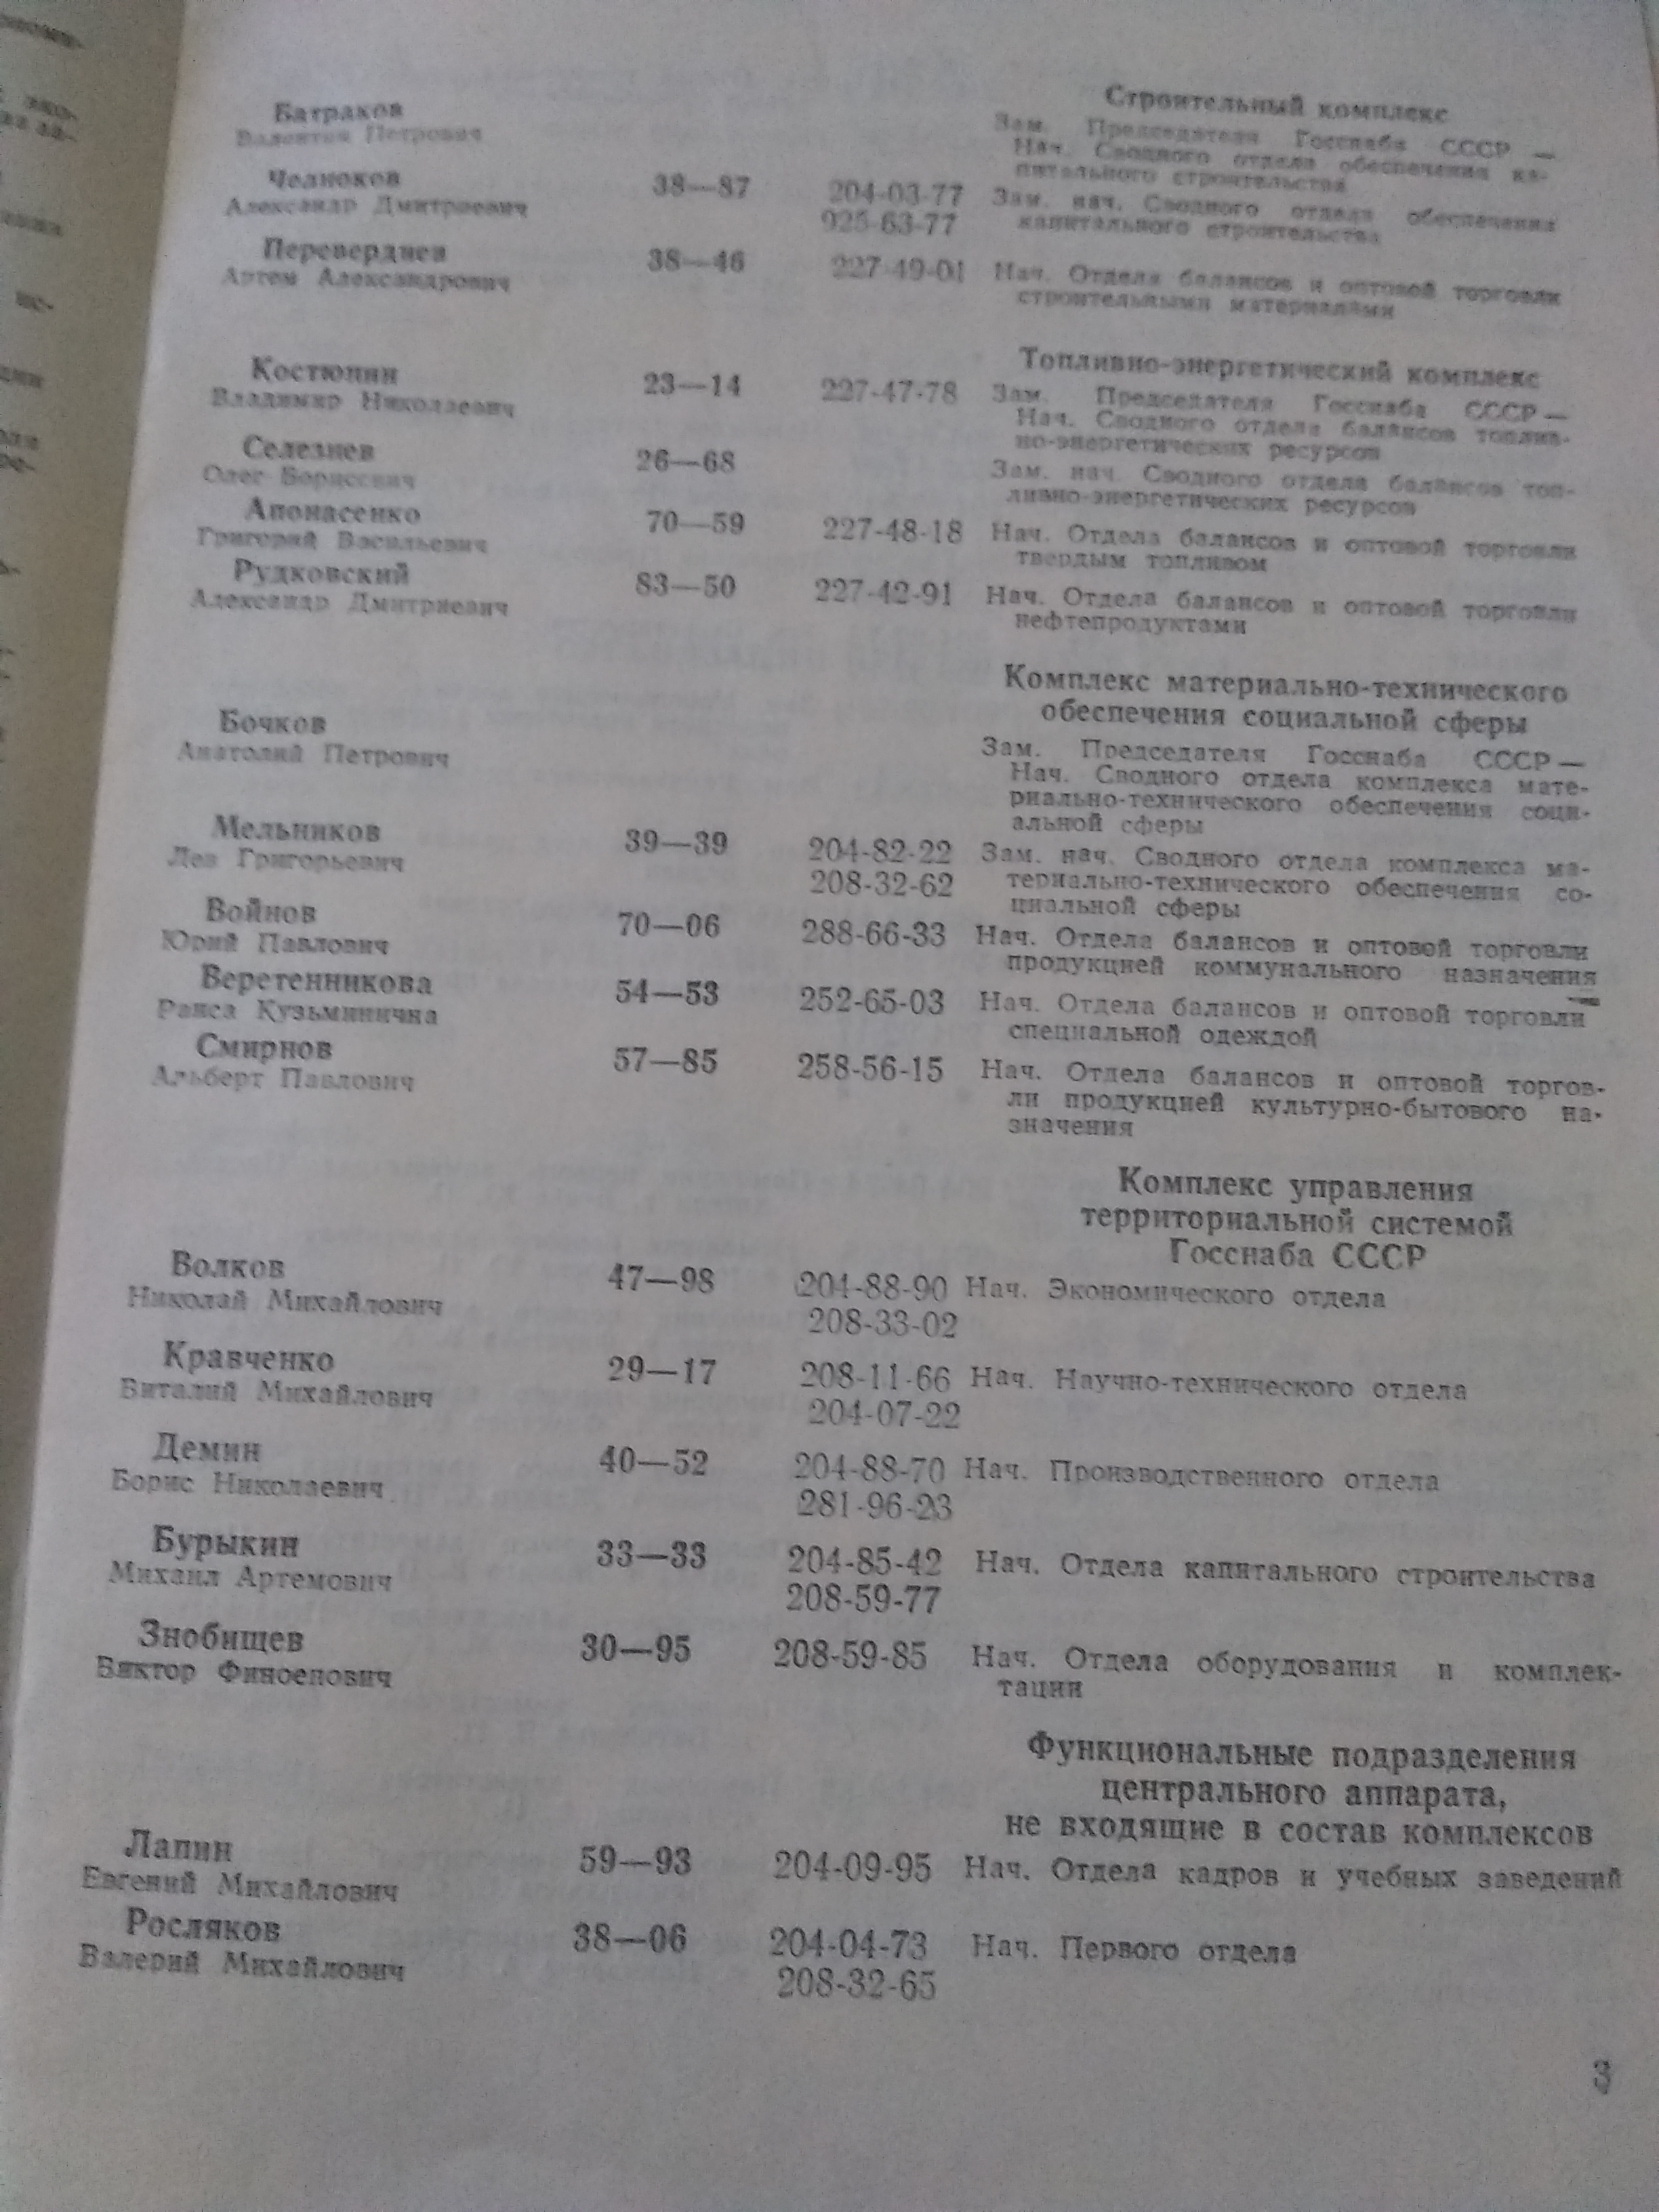 Строительный комплекс
Батраков
Валентин Петрович
Зам. Председателя Госснаба СССР —
Нач. Сводного отдела обеспечения ка-
питального строительства
Челноков 38—87 204-03-77 Зам. нач. Сводного отдела обеспечения
Александр Дмитриевич 925-63-77 капитального строительства
Перевердиев 38—46 227-49-01 Нач. Отдела балансов и оптовой торговли
Артем Александрович строительными материалами
Топливно-энергетический комплекс
Костюнин 23—14 227-47-78 Зам. Председателя Госснаба СССР —
Владимир Николаевич Нач. Сводного отдела балансов топлив-
но-энергетических ресурсов
Селезнев 26—68 Зам. нач. Сводного отдела балансов топ-
Олег Борисович ливно-энергетических ресурсов
Апонасенко 70—59 227-48-18 Нач. Отдела балансов и оптовой торговли
Григорий Васильевич твердым топливом
Рудковский 83—50 227-42-91 Нач. Отдела балансов и оптовой торговли
Александр Дмитриевич нефтепродуктами
Комплекс материально-технического
обеспечения социальной сферы
Бочков
Анатолий Петрович Зам. Председателя Госснаба СССР —
Нач. Сводного отдела комплекса мате-
риально-технического обеспечения соци-
альной сферы
Мельников 39—39 204-82-22 Зам. нач. Сводного отдела комплекса ма-
Лев Григорьевич 208-32-62 териально-технического обеспечения со-
циальной сферы
Войнов 70—06 288-66-33 Нач. Отдела балансов и оптовой торговли
Юрий Павлович продукцией коммунального назначения
Веретенникова 54—53 252-65-03 Нач. Отдела балансов и оптовой торговли
Раиса Кузьминична специальной одеждой
Смирнов 57—85 258-56-15 Нач. Отдела балансов и оптовой торгов-
Альберт Павлович ли продукцией культурно-бытового на-
значения
Комплекс управления
территориальной системой
Госснаба СССР
Волков 47—98 204-88-90 Нач. Экономического отдела
Николай Михайлович 208-33-02
Кравченко 29—17 208-11-66 Нач. Научно-технического отдела
Виталий Михайлович 204-07-22
Демин 40—52 204-88-70 Нач. Производственного отдела
Борис Николаевич 281-96-23
Бурыкин 33—33 204-85-42 Нач. Отдела капитального строительства
Михаил Артемович 208-59-77
Знобищев 30—95 208-59-85 Нач. Отдела оборудования и комплек-
Виктор Финоепович тации
Функциональные подразделения
центрального аппарата,
не входящие в состав комплексов
Лапин 59—93 204-09-95 Нач. Отдела кадров и учебных заведений
Евгений Михайлович
Росляков 38—06 204-04-73 Нач. Первого отдела
Валерий Михайлович 208-32-65
3